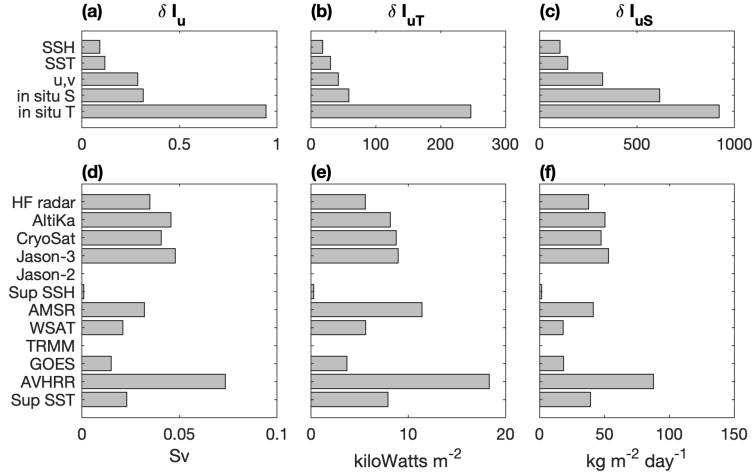 (a) δ I_u
(b) δ I_uT
(c) δ I_uS
SSH
SST
u,v
in situ S
in situ T
0 0.5 1
0 100 200 300
0 500 1000
(d)
(e)
(f)
HF radar
AltiKa
CryoSat
Jason-3
Jason-2
Sup SSH
AMSR
WSAT
TRMM
GOES
AVHRR
Sup SST
0 0.05 0.1
0 10 20
0 50 100 150
Sv
kiloWatts m⁻²
kg m⁻² day⁻¹